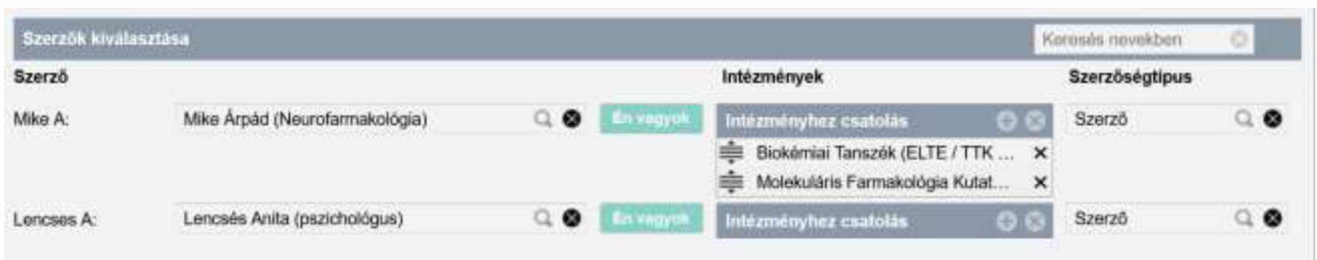 Szerzők kiválasztása Keresés nevekben
Szerző Intézmények Szerzőségtípus
Mike A: Mike Árpád (Neurofarmakológia) Én vagyok Intézményhez csatolás Szerző
Biokémiai Tanszék (ELTE / TTK ...
Molekuláris Farmakológia Kutat...
Lencses A: Lencsés Anita (pszichológus) Én vagyok Intézményhez csatolás Szerző